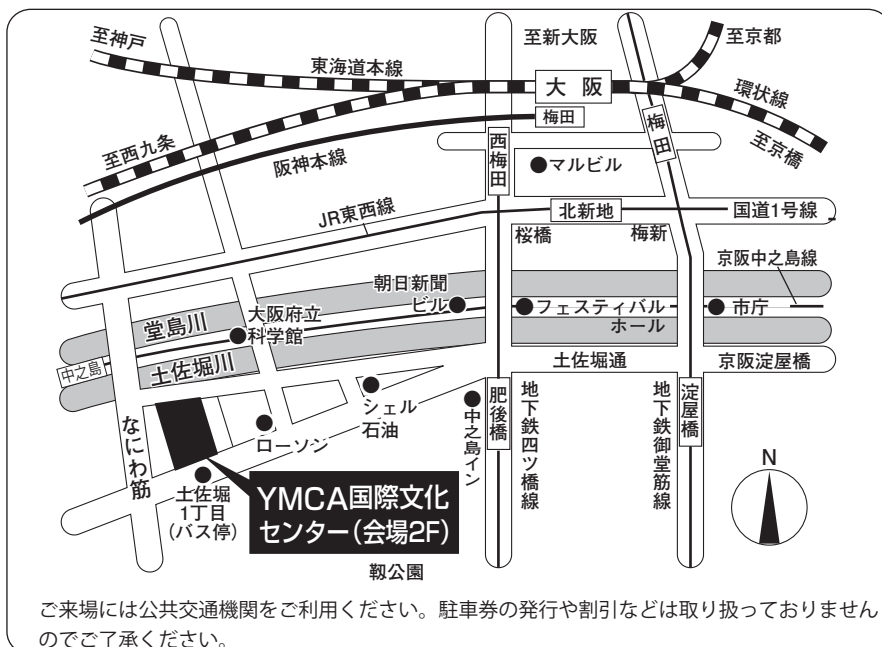 至神戸
東海道本線
至新大阪
至京都
大阪
環状線
至西九条
梅田
梅田
至京橋
阪神本線
西梅田
マルビル
JR東西線
北新地
国道1号線
桜橋
梅新
京阪中之島線
朝日新聞
ビル
堂島川
大阪府立
科学館
フェスティバル
ホール
市庁
中之島
土佐堀川
土佐堀通
京阪淀屋橋
なにわ筋
ローソン
シェル
石油
中之島イン
肥後橋
地下鉄四ツ橋線
地下鉄御堂筋線
淀屋橋
N
土佐堀
1丁目
(バス停)
YMCA国際文化
センター(会場2F)
靱公園
ご来場には公共交通機関をご利用ください。駐車券の発行や割引などは取り扱っておりません
のでご了承ください。